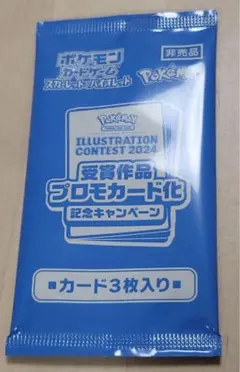 ポケモン
カードゲーム
スカーレット&バイオレット
非売品
POKÉMON
POKÉMON
ILLUSTRATION
CONTEST 2024
受賞作品
プロモカード化
記念キャンペーン
■カード3枚入り■